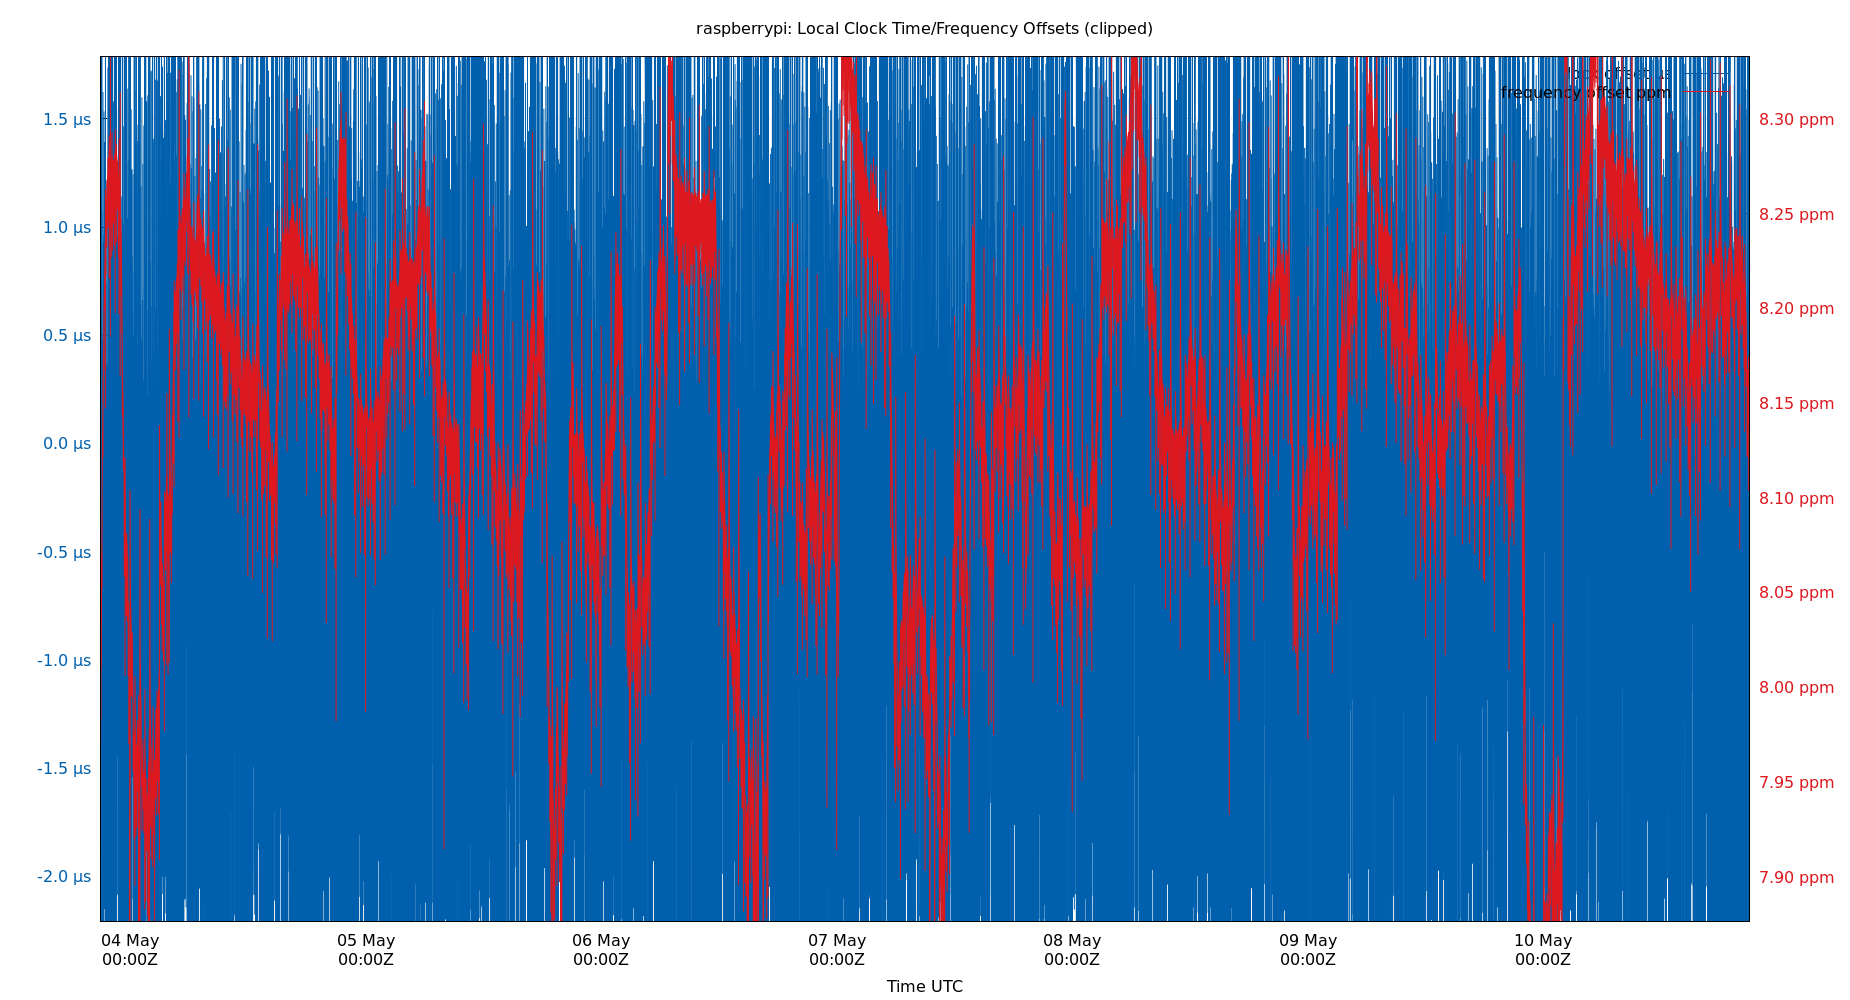 raspberrypi: Local Clock Time/Frequency Offsets (clipped)
clock offset μs
frequency offset ppm
1.5 μs
1.0 μs
0.5 μs
0.0 μs
-0.5 μs
-1.0 μs
-1.5 μs
-2.0 μs
8.30 ppm
8.25 ppm
8.20 ppm
8.15 ppm
8.10 ppm
8.05 ppm
8.00 ppm
7.95 ppm
7.90 ppm
04 May
00:00Z
05 May
00:00Z
06 May
00:00Z
07 May
00:00Z
08 May
00:00Z
09 May
00:00Z
10 May
00:00Z
Time UTC